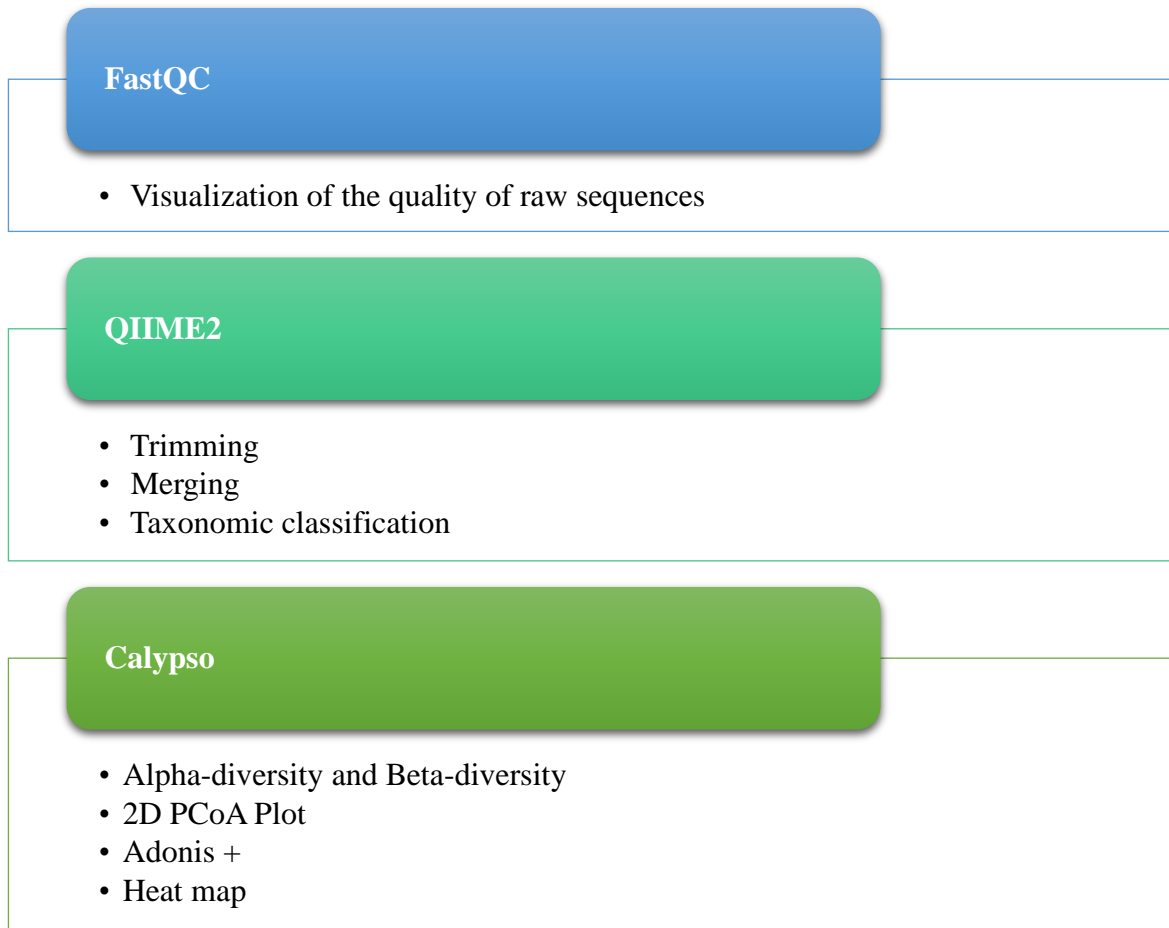 FastQC
• Visualization of the quality of raw sequences
QIIME2
• Trimming
• Merging
• Taxonomic classification
Calypso
• Alpha-diversity and Beta-diversity
• 2D PCoA Plot
• Adonis +
• Heat map